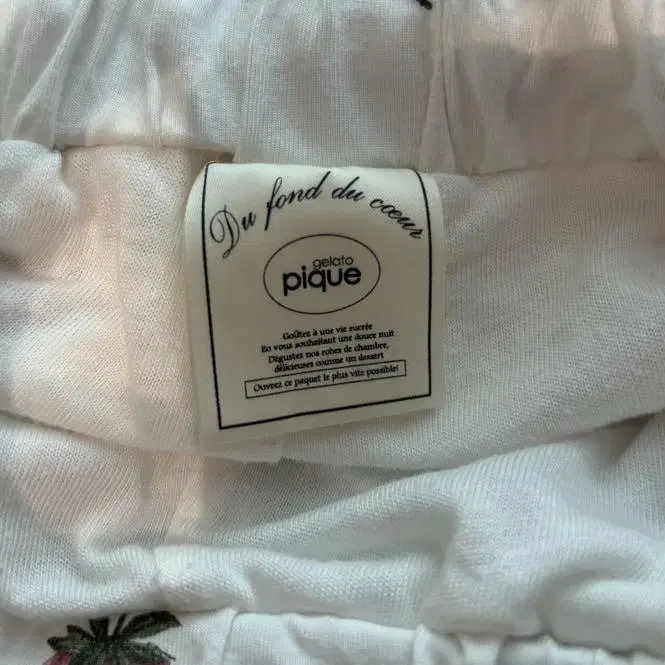 Du fond du cœur
gelato
pique
Goûtez à une vie sucrée
En vous souhaitant une douce nuit
Dégustez nos robes de chambre,
délicieuses comme un dessert
Ouvrez ce paquet le plus vite possible!